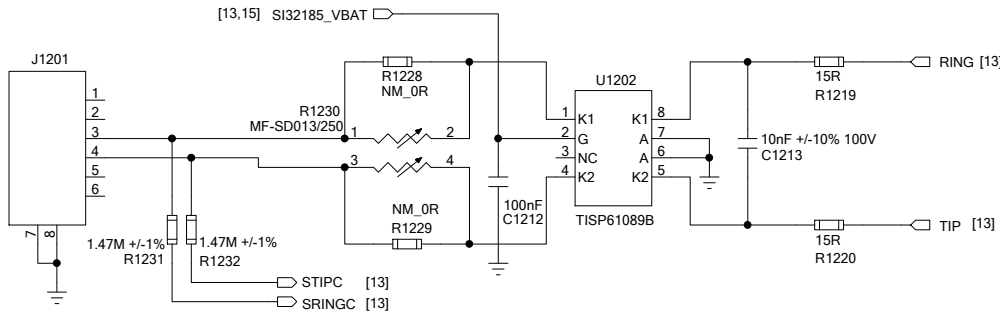 [13,15] SI32185_VBAT
J1201
1
2
3
4
5
6
7
8
R1228
NM_0R
R1230
MF-SD013/250
1
2
3
4
NM_0R
R1229
100nF
C1212
U1202
1 K1 K1 8
2 G A 7
3 NC A 6
4 K2 K2 5
TISP61089B
10nF +/-10% 100V
C1213
15R
R1219
RING [13]
15R
R1220
TIP [13]
1.47M +/-1%
R1231
1.47M +/-1%
R1232
STIPC [13]
SRINGC [13]